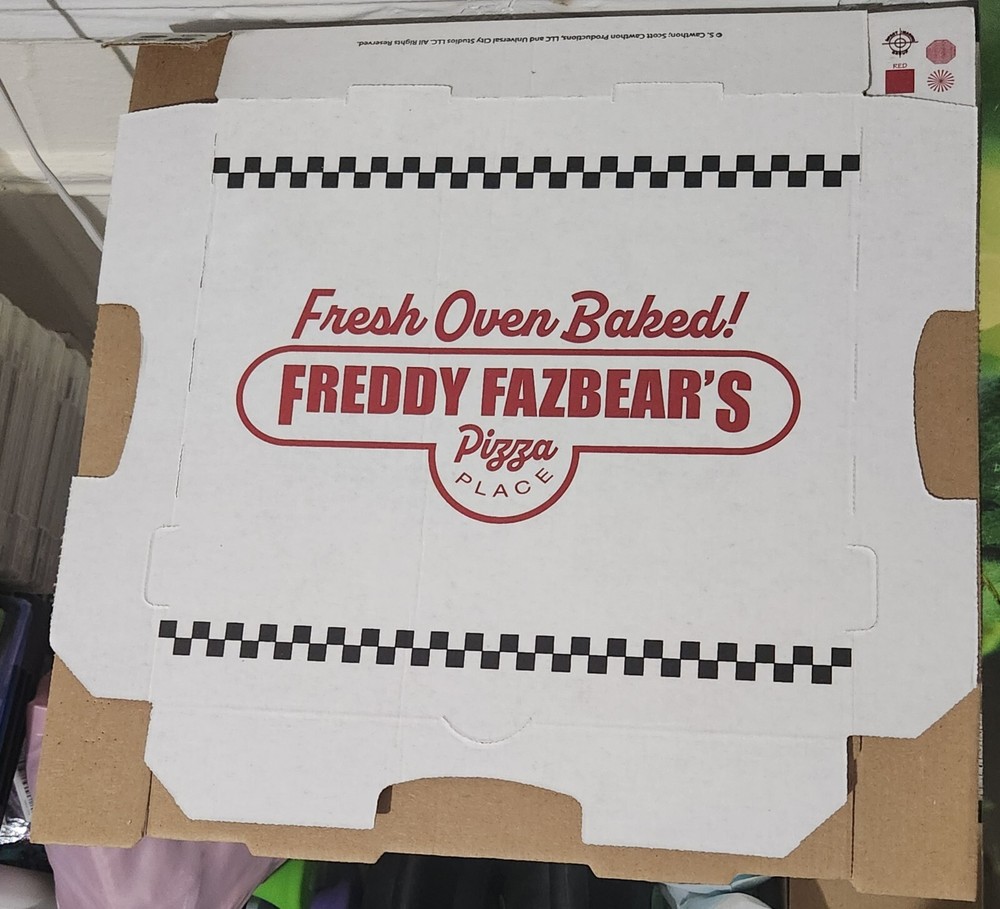 © S. Cawthon; Scott Cawthon Productions, LLC and Universal City Studios LLC. All Rights Reserved.
RED
Fresh Oven Baked!
FREDDY FAZBEAR'S
Pizza
PLACE